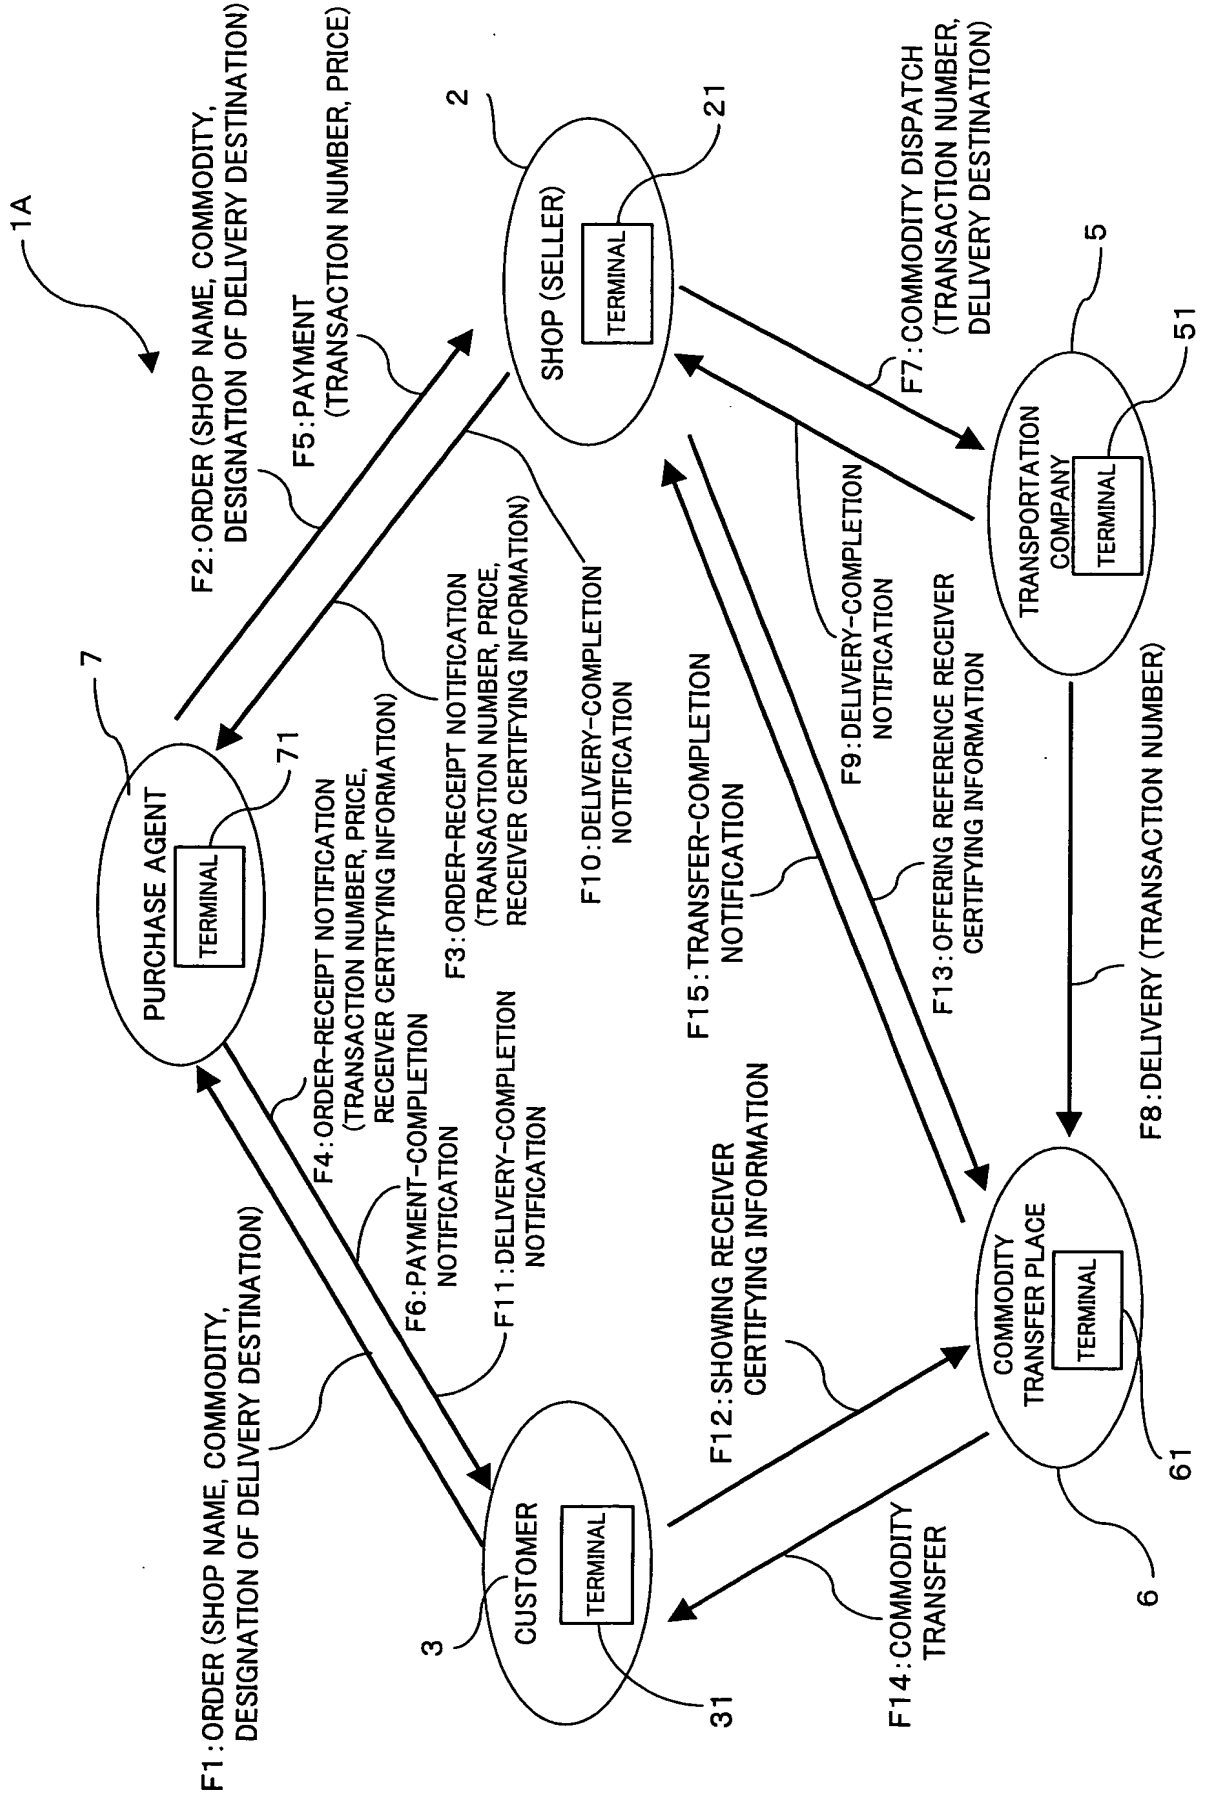 1A
F1:ORDER (SHOP NAME, COMMODITY,
DESIGNATION OF DELIVERY DESTINATION)
F2:ORDER (SHOP NAME, COMMODITY,
DESIGNATION OF DELIVERY DESTINATION)
F5:PAYMENT
(TRANSACTION NUMBER, PRICE)
7
PURCHASE AGENT
TERMINAL
71
F4:ORDER-RECEIPT NOTIFICATION
(TRANSACTION NUMBER, PRICE,
RECEIVER CERTIFYING INFORMATION)
F6:PAYMENT-COMPLETION
NOTIFICATION
F11:DELIVERY-COMPLETION
NOTIFICATION
F3:ORDER-RECEIPT NOTIFICATION
(TRANSACTION NUMBER, PRICE,
RECEIVER CERTIFYING INFORMATION)
F10:DELIVERY-COMPLETION
NOTIFICATION
3
CUSTOMER
TERMINAL
31
2
SHOP (SELLER)
TERMINAL
21
F12:SHOWING RECEIVER
CERTIFYING INFORMATION
F15:TRANSFER-COMPLETION
NOTIFICATION
F9:DELIVERY-COMPLETION
NOTIFICATION
F13:OFFERING REFERENCE RECEIVER
CERTIFYING INFORMATION
F7:COMMODITY DISPATCH
(TRANSACTION NUMBER,
DELIVERY DESTINATION)
F14:COMMODITY
TRANSFER
COMMODITY
TRANSFER PLACE
TERMINAL
61
6
TRANSPORTATION
COMPANY
TERMINAL
5
51
F8:DELIVERY (TRANSACTION NUMBER)